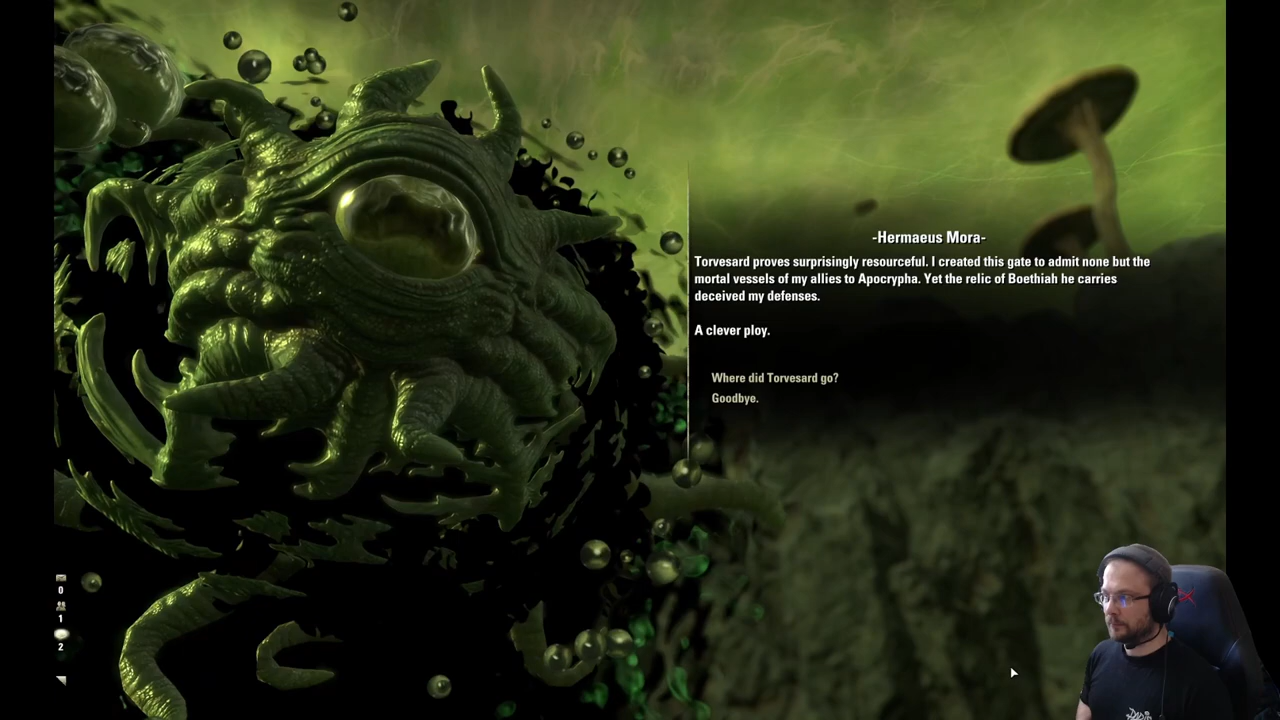 -Hermaeus Mora-
Torvesard proves surprisingly resourceful. I created this gate to admit none but the
mortal vessels of my allies to Apocrypha. Yet the relic of Boethiah he carries
deceived my defenses.
A clever ploy.
Where did Torvesard go?
Goodbye.
0
1
2